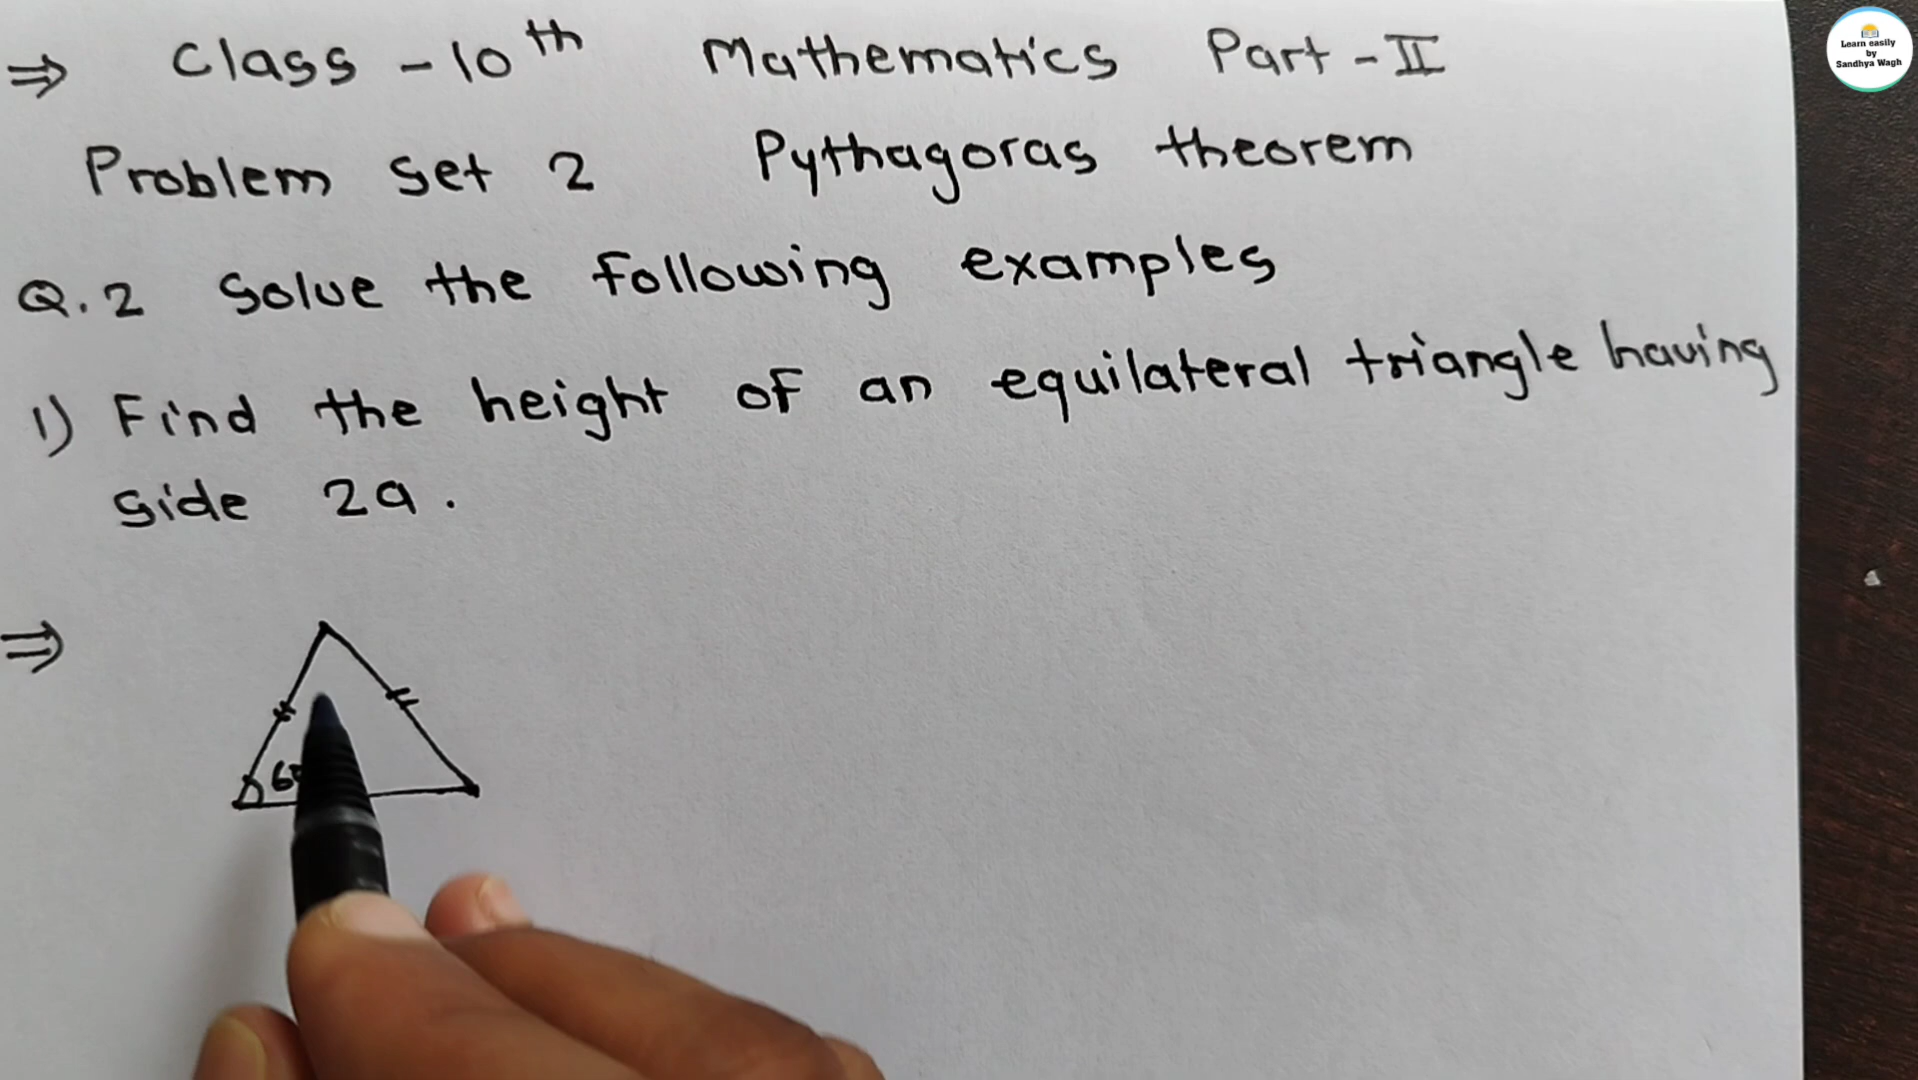 ⇒ Class - 10th Mathematics Part - II
Problem set 2 Pythagoras theorem
Q.2 Solve the following examples
1) Find the height of an equilateral triangle having
side 2a.
⇒
Learn easily
by
Sandhya Wagh